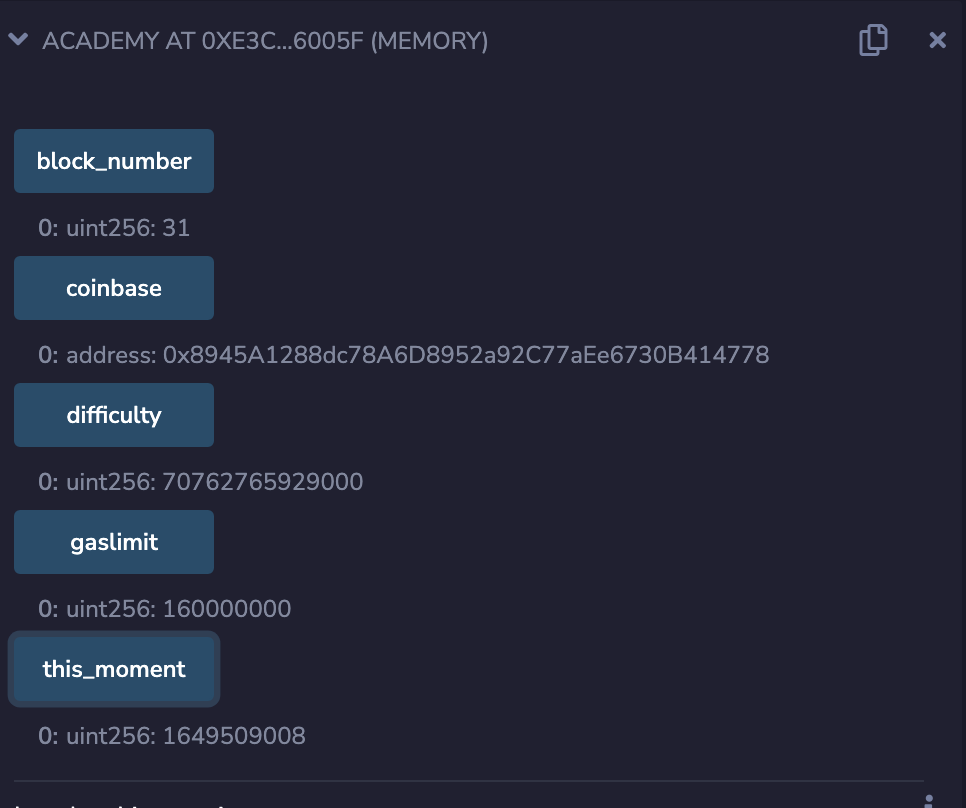 ACADEMY AT 0XE3C...6005F (MEMORY)
block_number
0: uint256: 31
coinbase
0: address: 0x8945A1288dc78A6D8952a92C77aEe6730B414778
difficulty
0: uint256: 70762765929000
gaslimit
0: uint256: 160000000
this_moment
0: uint256: 1649509008